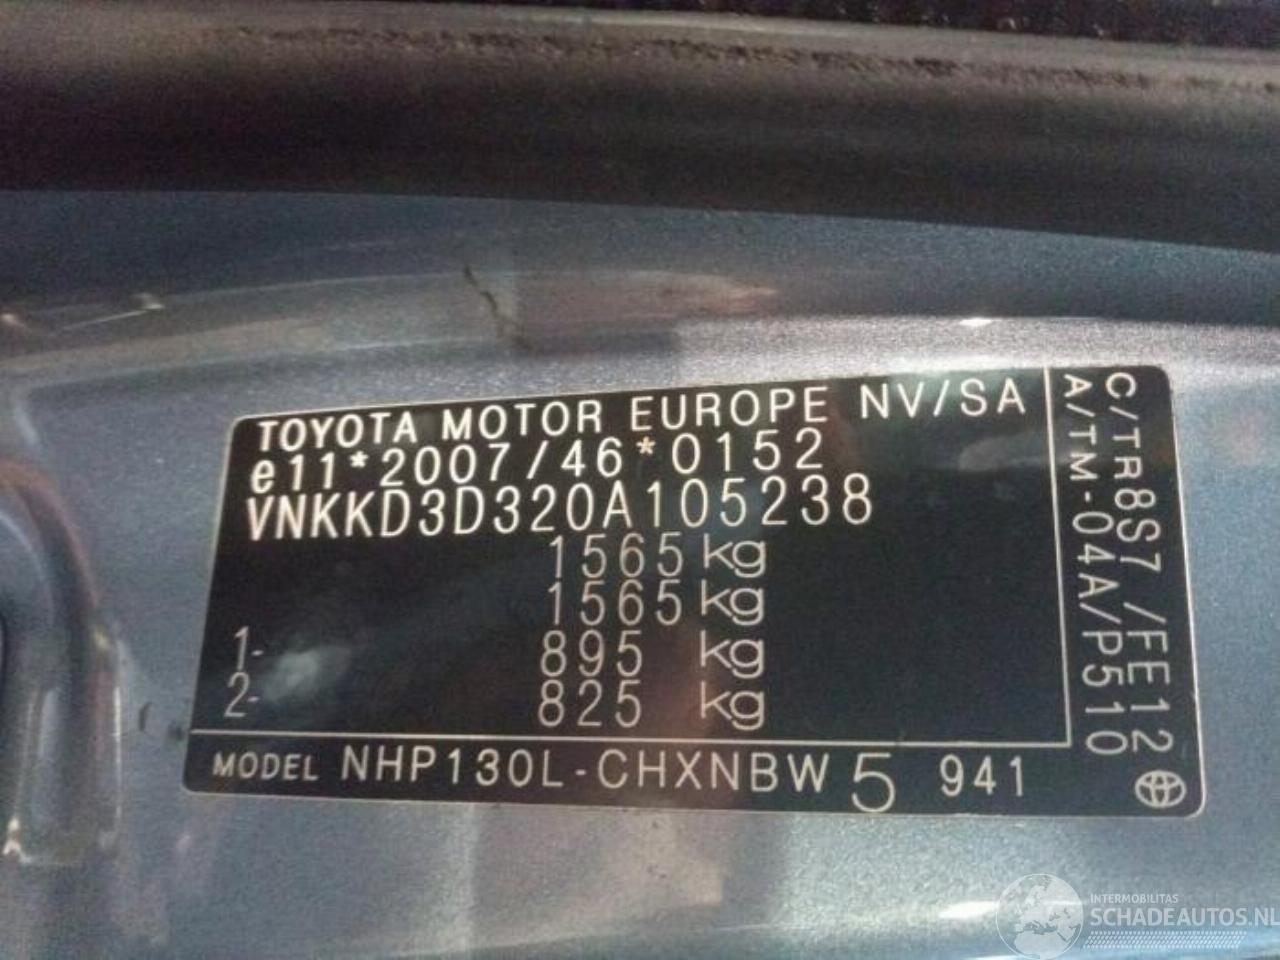 TOYOTA MOTOR EUROPE NV/SA
e11*2007/46*0152
VNKKD3D320A105238
1565 kg
1565 kg
1- 895 kg
2- 825 kg
MODEL NHP130L-CHXNBW 5 941
C/TR8S7 /FE12
A/TM-04A/P510
INTERMOBILITAS
SCHADEAUTOS.NL